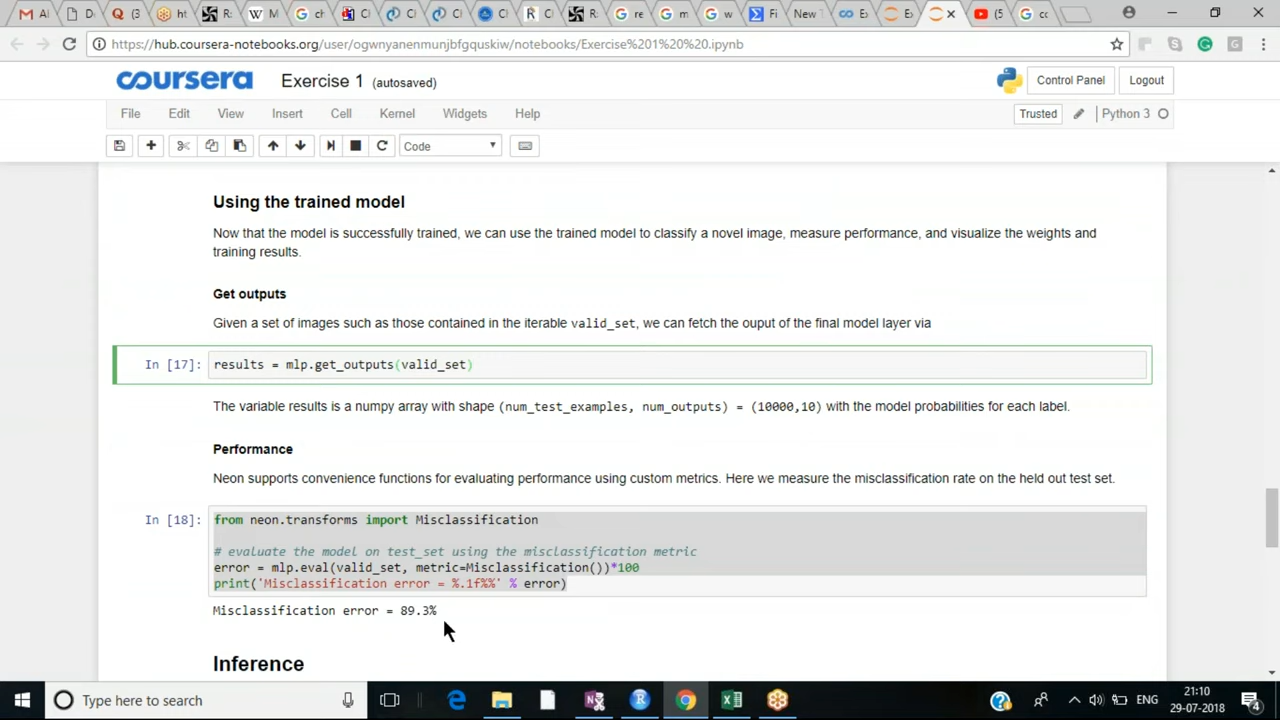 https://hub.coursera-notebooks.org/user/ogwnyanenmunjbfgquskiw/notebooks/Exercise%201%20%20.ipynb
coursera Exercise 1 (autosaved) Control Panel Logout
File Edit View Insert Cell Kernel Widgets Help Trusted Python 3
Code
Using the trained model
Now that the model is successfully trained, we can use the trained model to classify a novel image, measure performance, and visualize the weights and
training results.
Get outputs
Given a set of images such as those contained in the iterable valid_set, we can fetch the ouput of the final model layer via
In [17]: results = mlp.get_outputs(valid_set)
The variable results is a numpy array with shape (num_test_examples, num_outputs) = (10000,10) with the model probabilities for each label.
Performance
Neon supports convenience functions for evaluating performance using custom metrics. Here we measure the misclassification rate on the held out test set.
In [18]: from neon.transforms import Misclassification
# evaluate the model on test_set using the misclassification metric
error = mlp.eval(valid_set, metric=Misclassification())*100
print('Misclassification error = %.1f%%' % error)
Misclassification error = 89.3%
Inference
Type here to search
ENG
21:10
29-07-2018
4